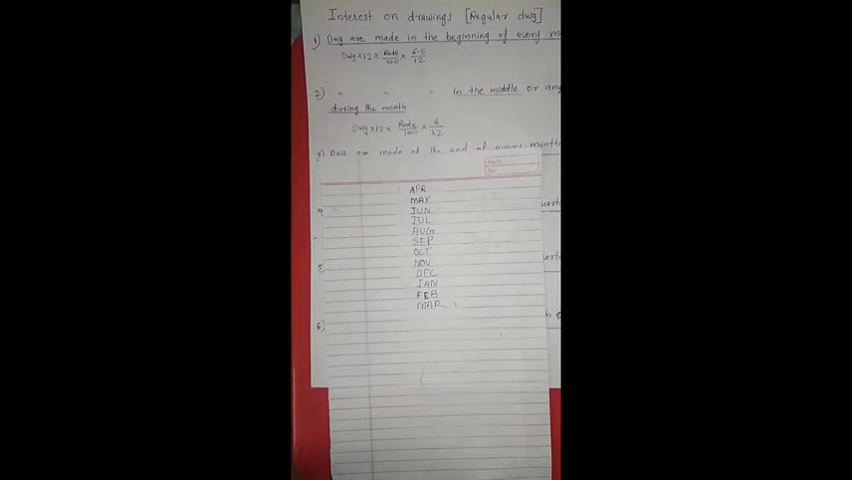 Interest on drawings [Regular dwg]
1) Dwg are made in the beginning of every m
Dwg × 12 × Rate/100 × 6.5/12
2) " " " In the middle or any
during the month
Dwg × 12 × Rate/100 × 6/12
3) Dwg are made at the end of every month
APR
MAY
4 JUN
JUL
AUG
SEP
OCT
NOV
5 DEC
JAN
FEB
MAR
6)